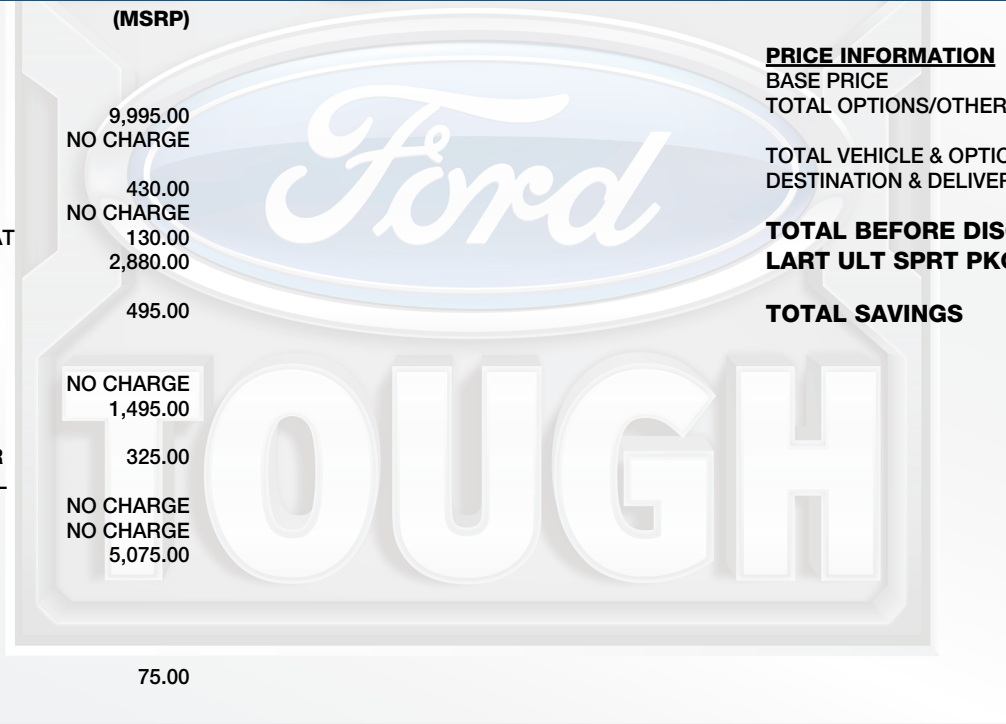 (MSRP)
9,995.00
NO CHARGE
430.00
NO CHARGE
AT 130.00
2,880.00
495.00
NO CHARGE
1,495.00
R 325.00
NO CHARGE
NO CHARGE
5,075.00
75.00
Ford
TOUGH
PRICE INFORMATION
BASE PRICE
TOTAL OPTIONS/OTHER
TOTAL VEHICLE & OPTIO
DESTINATION & DELIVER
TOTAL BEFORE DIS
LART ULT SPRT PK
TOTAL SAVINGS